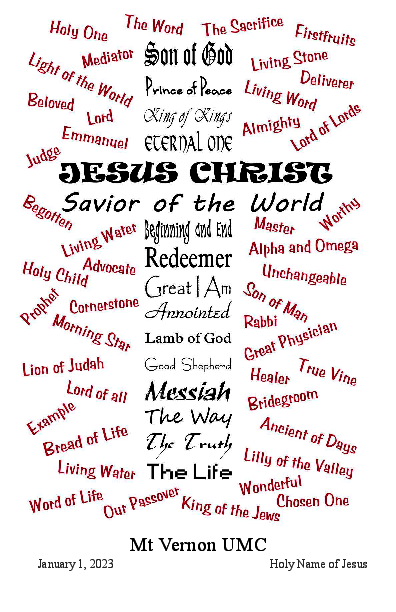 Holy One
The Word
The Sacrifice
Firstfruits
Mediator
Son of God
Living Stone
Light of the World
Prince of Peace
Deliverer
Beloved
Living Word
Lord
King of Kings
Almighty
Lord of Lords
Emmanuel
ETERNAL ONE
Judge
JESUS CHRIST
Savior of the World
Begotten
Worthy
Living Water
Beginning and End
Master
Alpha and Omega
Advocate
Redeemer
Holy Child
Unchangeable
Great I Am
Son of Man
Prophet
Cornerstone
Annointed
Rabbi
Morning Star
Lamb of God
Great Physician
Lion of Judah
Good Shepherd
True Vine
Healer
Lord of all
Messiah
Bridegroom
Example
The Way
Ancient of Days
Bread of Life
The Truth
Lilly of the Valley
Living Water
The Life
Wonderful
Word of Life
Our Passover
King of the Jews
Chosen One
Mt Vernon UMC
January 1, 2023
Holy Name of Jesus